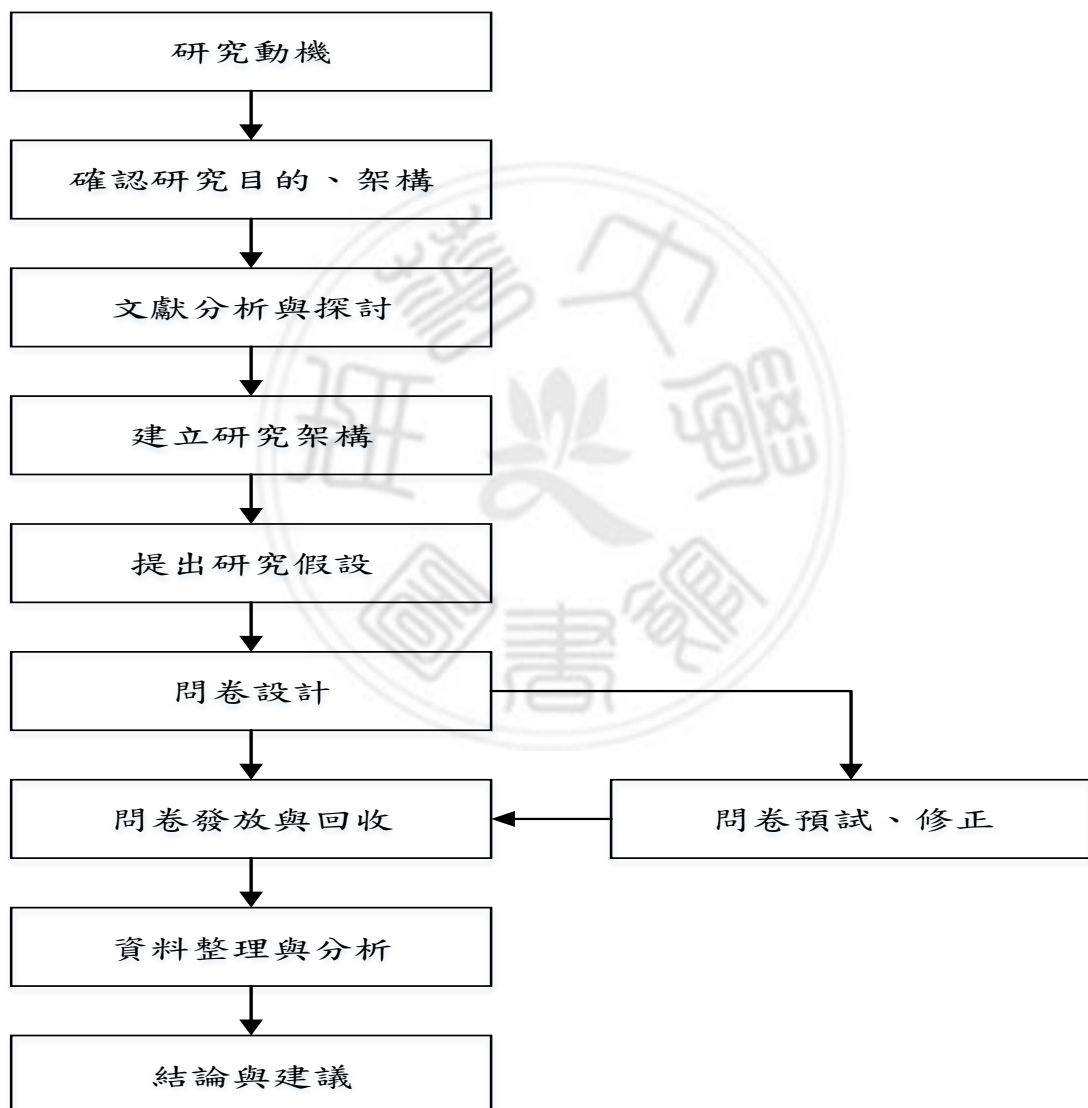 研究動機
確認研究目的、架構
文獻分析與探討
建立研究架構
提出研究假設
問卷設計
問卷發放與回收
問卷預試、修正
資料整理與分析
結論與建議